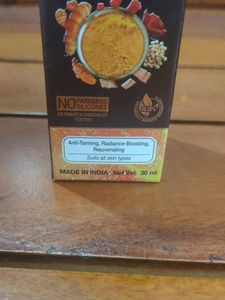 NO PARABENS
SILICONES
DERMATOLOGICALLY
TESTED
Anti-Tanning, Radiance-Boosting,
Rejuvenating
Suits all skin types
MADE IN INDIA Net Vol. 30 ml